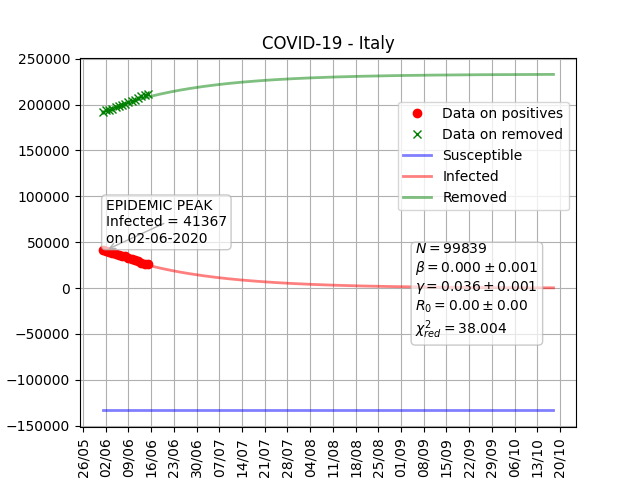 COVID-19 - Italy
250000
200000
150000
100000
50000
0
−50000
−100000
−150000
Data on positives
Data on removed
Susceptible
Infected
Removed
EPIDEMIC PEAK
Infected = 41367
on 02-06-2020
N = 99839
β = 0.000 ± 0.001
γ = 0.036 ± 0.001
R₀ = 0.00 ± 0.00
χ²red = 38.004
26/05
02/06
09/06
16/06
23/06
30/06
07/07
14/07
21/07
28/07
04/08
11/08
18/08
25/08
01/09
08/09
15/09
22/09
29/09
06/10
13/10
20/10